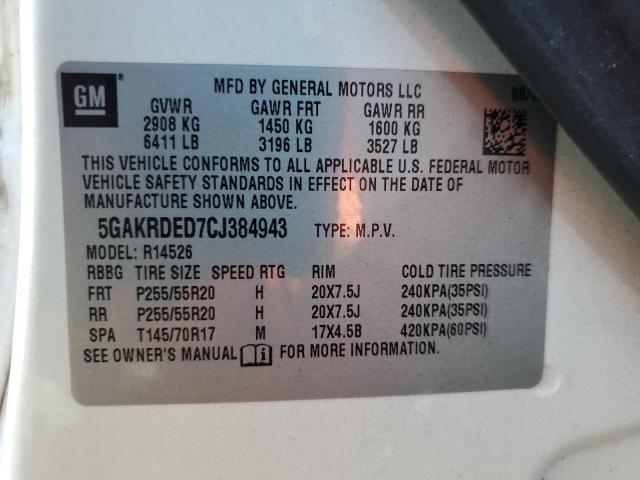 GM
MFD BY GENERAL MOTORS LLC 08/1
GVWR GAWR FRT GAWR RR
2908 KG 1450 KG 1600 KG
6411 LB 3196 LB 3527 LB
THIS VEHICLE CONFORMS TO ALL APPLICABLE U.S. FEDERAL MOTOR
VEHICLE SAFETY STANDARDS IN EFFECT ON THE DATE OF
MANUFACTURE SHOWN ABOVE.
5GAKRDED7CJ384943 TYPE: M.P.V.
MODEL: R14526
RBBG TIRE SIZE SPEED RTG RIM COLD TIRE PRESSURE
FRT P255/55R20 H 20X7.5J 240KPA(35PSI)
RR P255/55R20 H 20X7.5J 240KPA(35PSI)
SPA T145/70R17 M 17X4.5B 420KPA(60PSI)
SEE OWNER'S MANUAL FOR MORE INFORMATION.